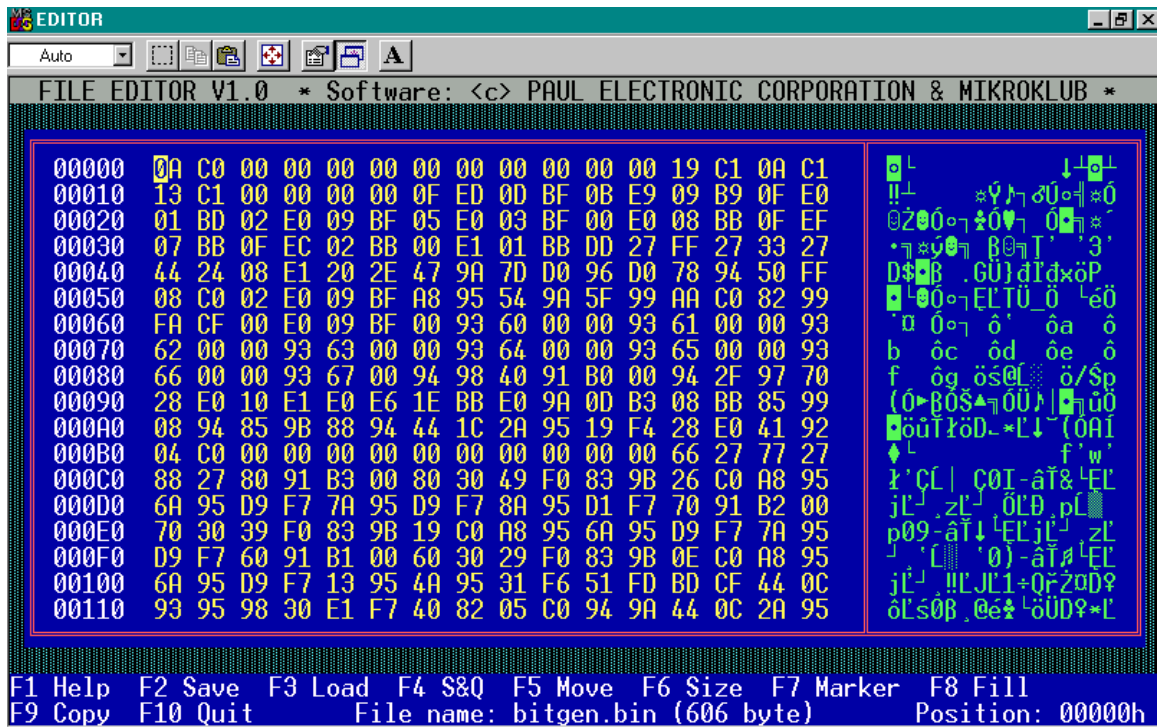 EDITOR
Auto
A
FILE EDITOR V1.0 * Software: <c> PAUL ELECTRONIC CORPORATION & MIKROKLUB *
00000 0A C0 00 00 00 00 00 00 00 00 00 00 19 C1 0A C1
00010 13 C1 00 00 00 00 0F ED 0D BF 0B E9 09 B9 0F E0
00020 01 BD 02 E0 09 BF 05 E0 03 BF 00 E0 08 BB 0F EF
00030 07 BB 0F EC 02 BB 00 E1 01 BB DD 27 FF 27 33 27
00040 44 24 08 E1 20 2E 47 9A 7D D0 96 D0 78 94 50 FF
00050 08 C0 02 E0 09 BF A8 95 54 9A 5F 99 AA C0 82 99
00060 FA CF 00 E0 09 BF 00 93 60 00 00 93 61 00 00 93
00070 62 00 00 93 63 00 00 93 64 00 00 93 65 00 00 93
00080 66 00 00 93 67 00 94 98 40 91 B0 00 94 2F 97 70
00090 28 E0 10 E1 E0 E6 1E BB E0 9A 0D B3 08 BB 85 99
000A0 08 94 85 9B 88 94 44 1C 2A 95 19 F4 28 E0 41 92
000B0 04 C0 00 00 00 00 00 00 00 00 00 00 66 27 77 27
000C0 88 27 80 91 B3 00 80 30 49 F0 83 9B 26 C0 A8 95
000D0 6A 95 D9 F7 7A 95 D9 F7 8A 95 D1 F7 70 91 B2 00
000E0 70 30 39 F0 83 9B 19 C0 A8 95 6A 95 D9 F7 7A 95
000F0 D9 F7 60 91 B1 00 60 30 29 F0 83 9B 0E C0 A8 95
00100 6A 95 D9 F7 13 95 4A 95 31 F6 51 FD BD CF 44 0C
00110 93 95 98 30 E1 F7 40 82 05 C0 94 9A 44 0C 2A 95
F1 Help F2 Save F3 Load F4 S&Q F5 Move F6 Size F7 Marker F8 Fill
F9 Copy F10 Quit File name: bitgen.bin (606 byte) Position: 00000h